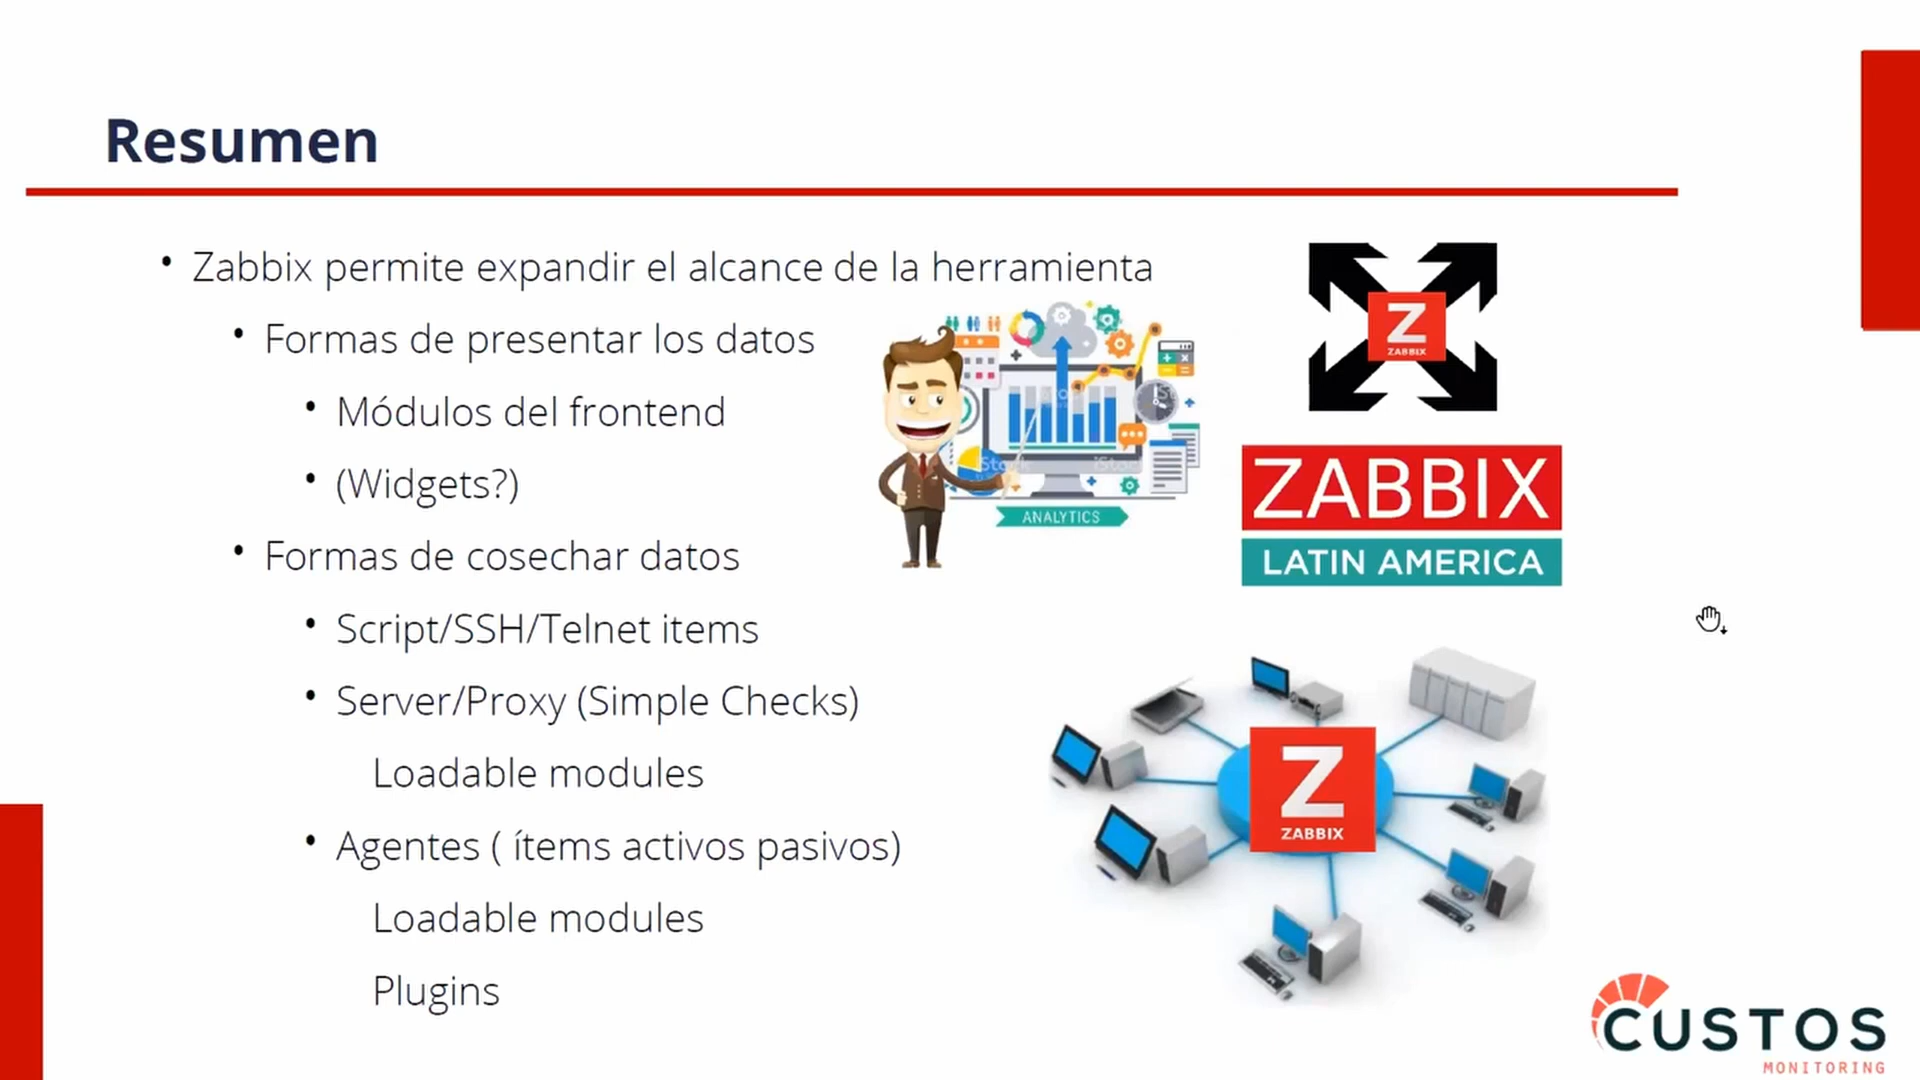 Resumen
• Zabbix permite expandir el alcance de la herramienta
• Formas de presentar los datos
• Módulos del frontend
• (Widgets?)
• Formas de cosechar datos
• Script/SSH/Telnet items
• Server/Proxy (Simple Checks)
Loadable modules
• Agentes ( ítems activos pasivos)
Loadable modules
Plugins
ANALYTICS
Z
ZABBIX
ZABBIX
LATIN AMERICA
Z
ZABBIX
CUSTOS
MONITORING